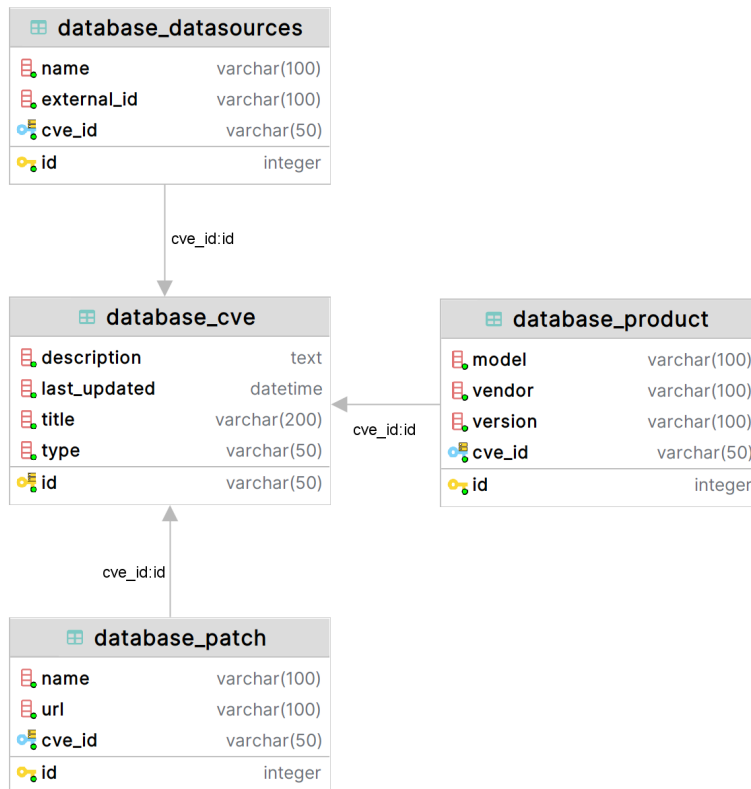 database_datasources
name varchar(100)
external_id varchar(100)
cve_id varchar(50)
id integer
cve_id:id
database_cve
description text
last_updated datetime
title varchar(200)
type varchar(50)
id varchar(50)
database_product
model varchar(100)
vendor varchar(100)
version varchar(100)
cve_id varchar(50)
id integer
cve_id:id
cve_id:id
database_patch
name varchar(100)
url varchar(100)
cve_id varchar(50)
id integer